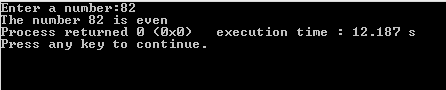 Enter a number:82
The number 82 is even
Process returned 0 (0x0)   execution time : 12.187 s
Press any key to continue.